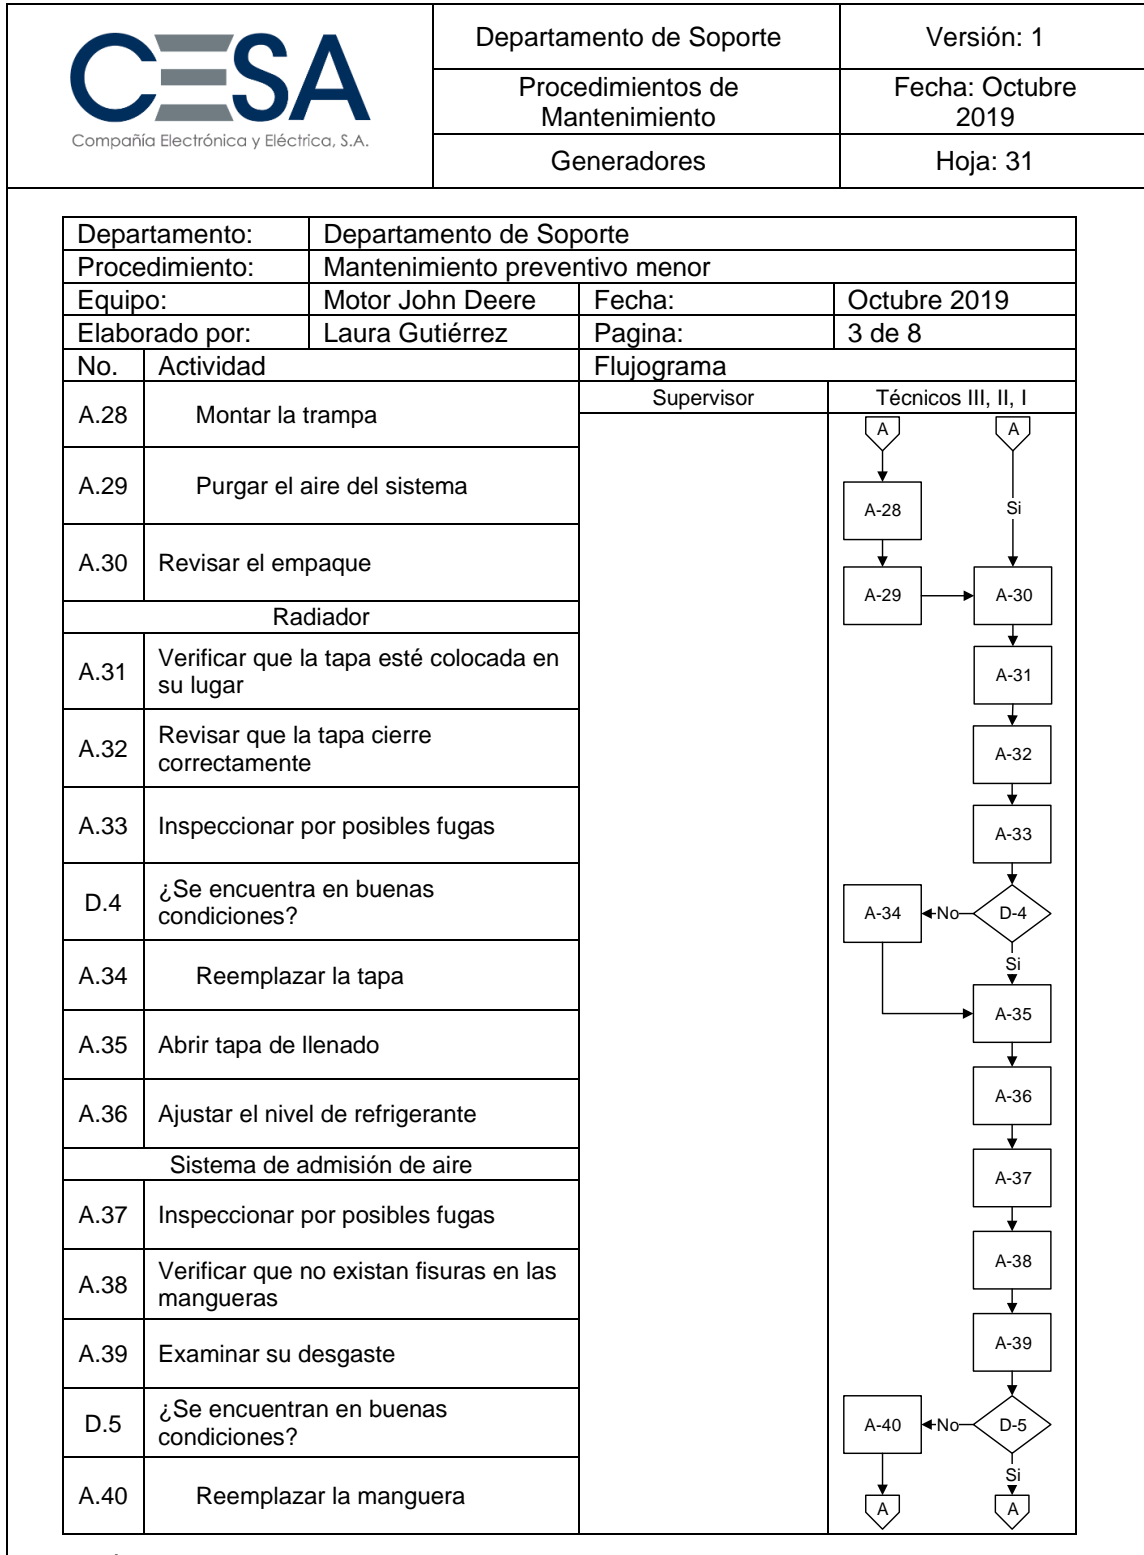 CESA
Compañía Electrónica y Eléctrica, S.A.
Departamento de Soporte
Versión: 1
Procedimientos de
Mantenimiento
Fecha: Octubre
2019
Generadores
Hoja: 31
Departamento:
Departamento de Soporte
Procedimiento:
Mantenimiento preventivo menor
Equipo:
Motor John Deere
Fecha:
Octubre 2019
Elaborado por:
Laura Gutiérrez
Pagina:
3 de 8
No.
Actividad
Flujograma
Supervisor
Técnicos III, II, I
A.28
Montar la trampa
A.29
Purgar el aire del sistema
A.30
Revisar el empaque
Radiador
A.31
Verificar que la tapa esté colocada en
su lugar
A.32
Revisar que la tapa cierre
correctamente
A.33
Inspeccionar por posibles fugas
D.4
¿Se encuentra en buenas
condiciones?
A.34
Reemplazar la tapa
A.35
Abrir tapa de llenado
A.36
Ajustar el nivel de refrigerante
Sistema de admisión de aire
A.37
Inspeccionar por posibles fugas
A.38
Verificar que no existan fisuras en las
mangueras
A.39
Examinar su desgaste
D.5
¿Se encuentran en buenas
condiciones?
A.40
Reemplazar la manguera
A
A
A-28
Si
A-29
A-30
A-31
A-32
A-33
A-34
No
D-4
Si
A-35
A-36
A-37
A-38
A-39
A-40
No
D-5
Si
A
A